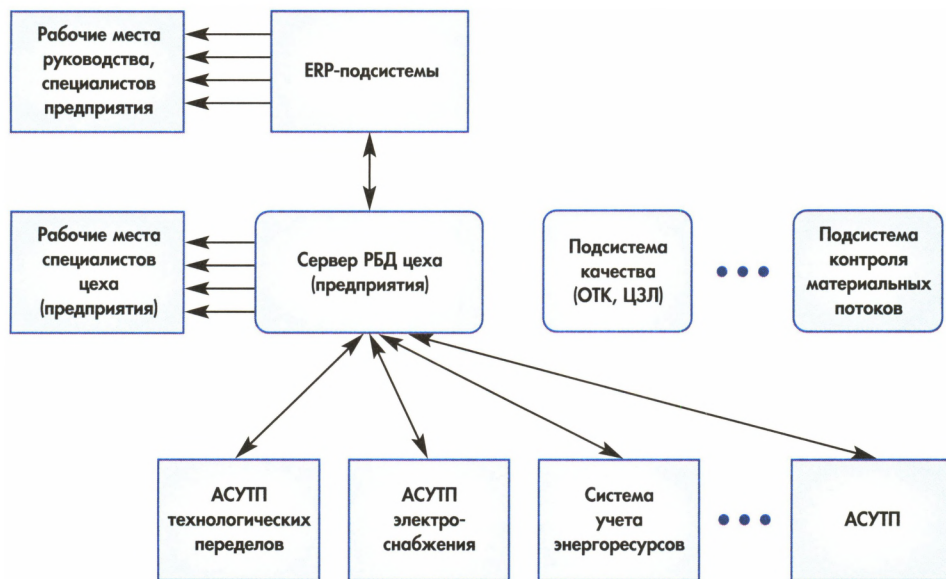 Рабочие места
руководства,
специалистов
предприятия
ERP-подсистемы
Рабочие места
специалистов
цеха
(предприятия)
Сервер РБД цеха
(предприятия)
Подсистема
качества
(ОТК, ЦЗЛ)
Подсистема
контроля
материальных
потоков
АСУТП
технологических
переделов
АСУТП
электро-
снабжения
Система
учета
энергоресурсов
АСУТП